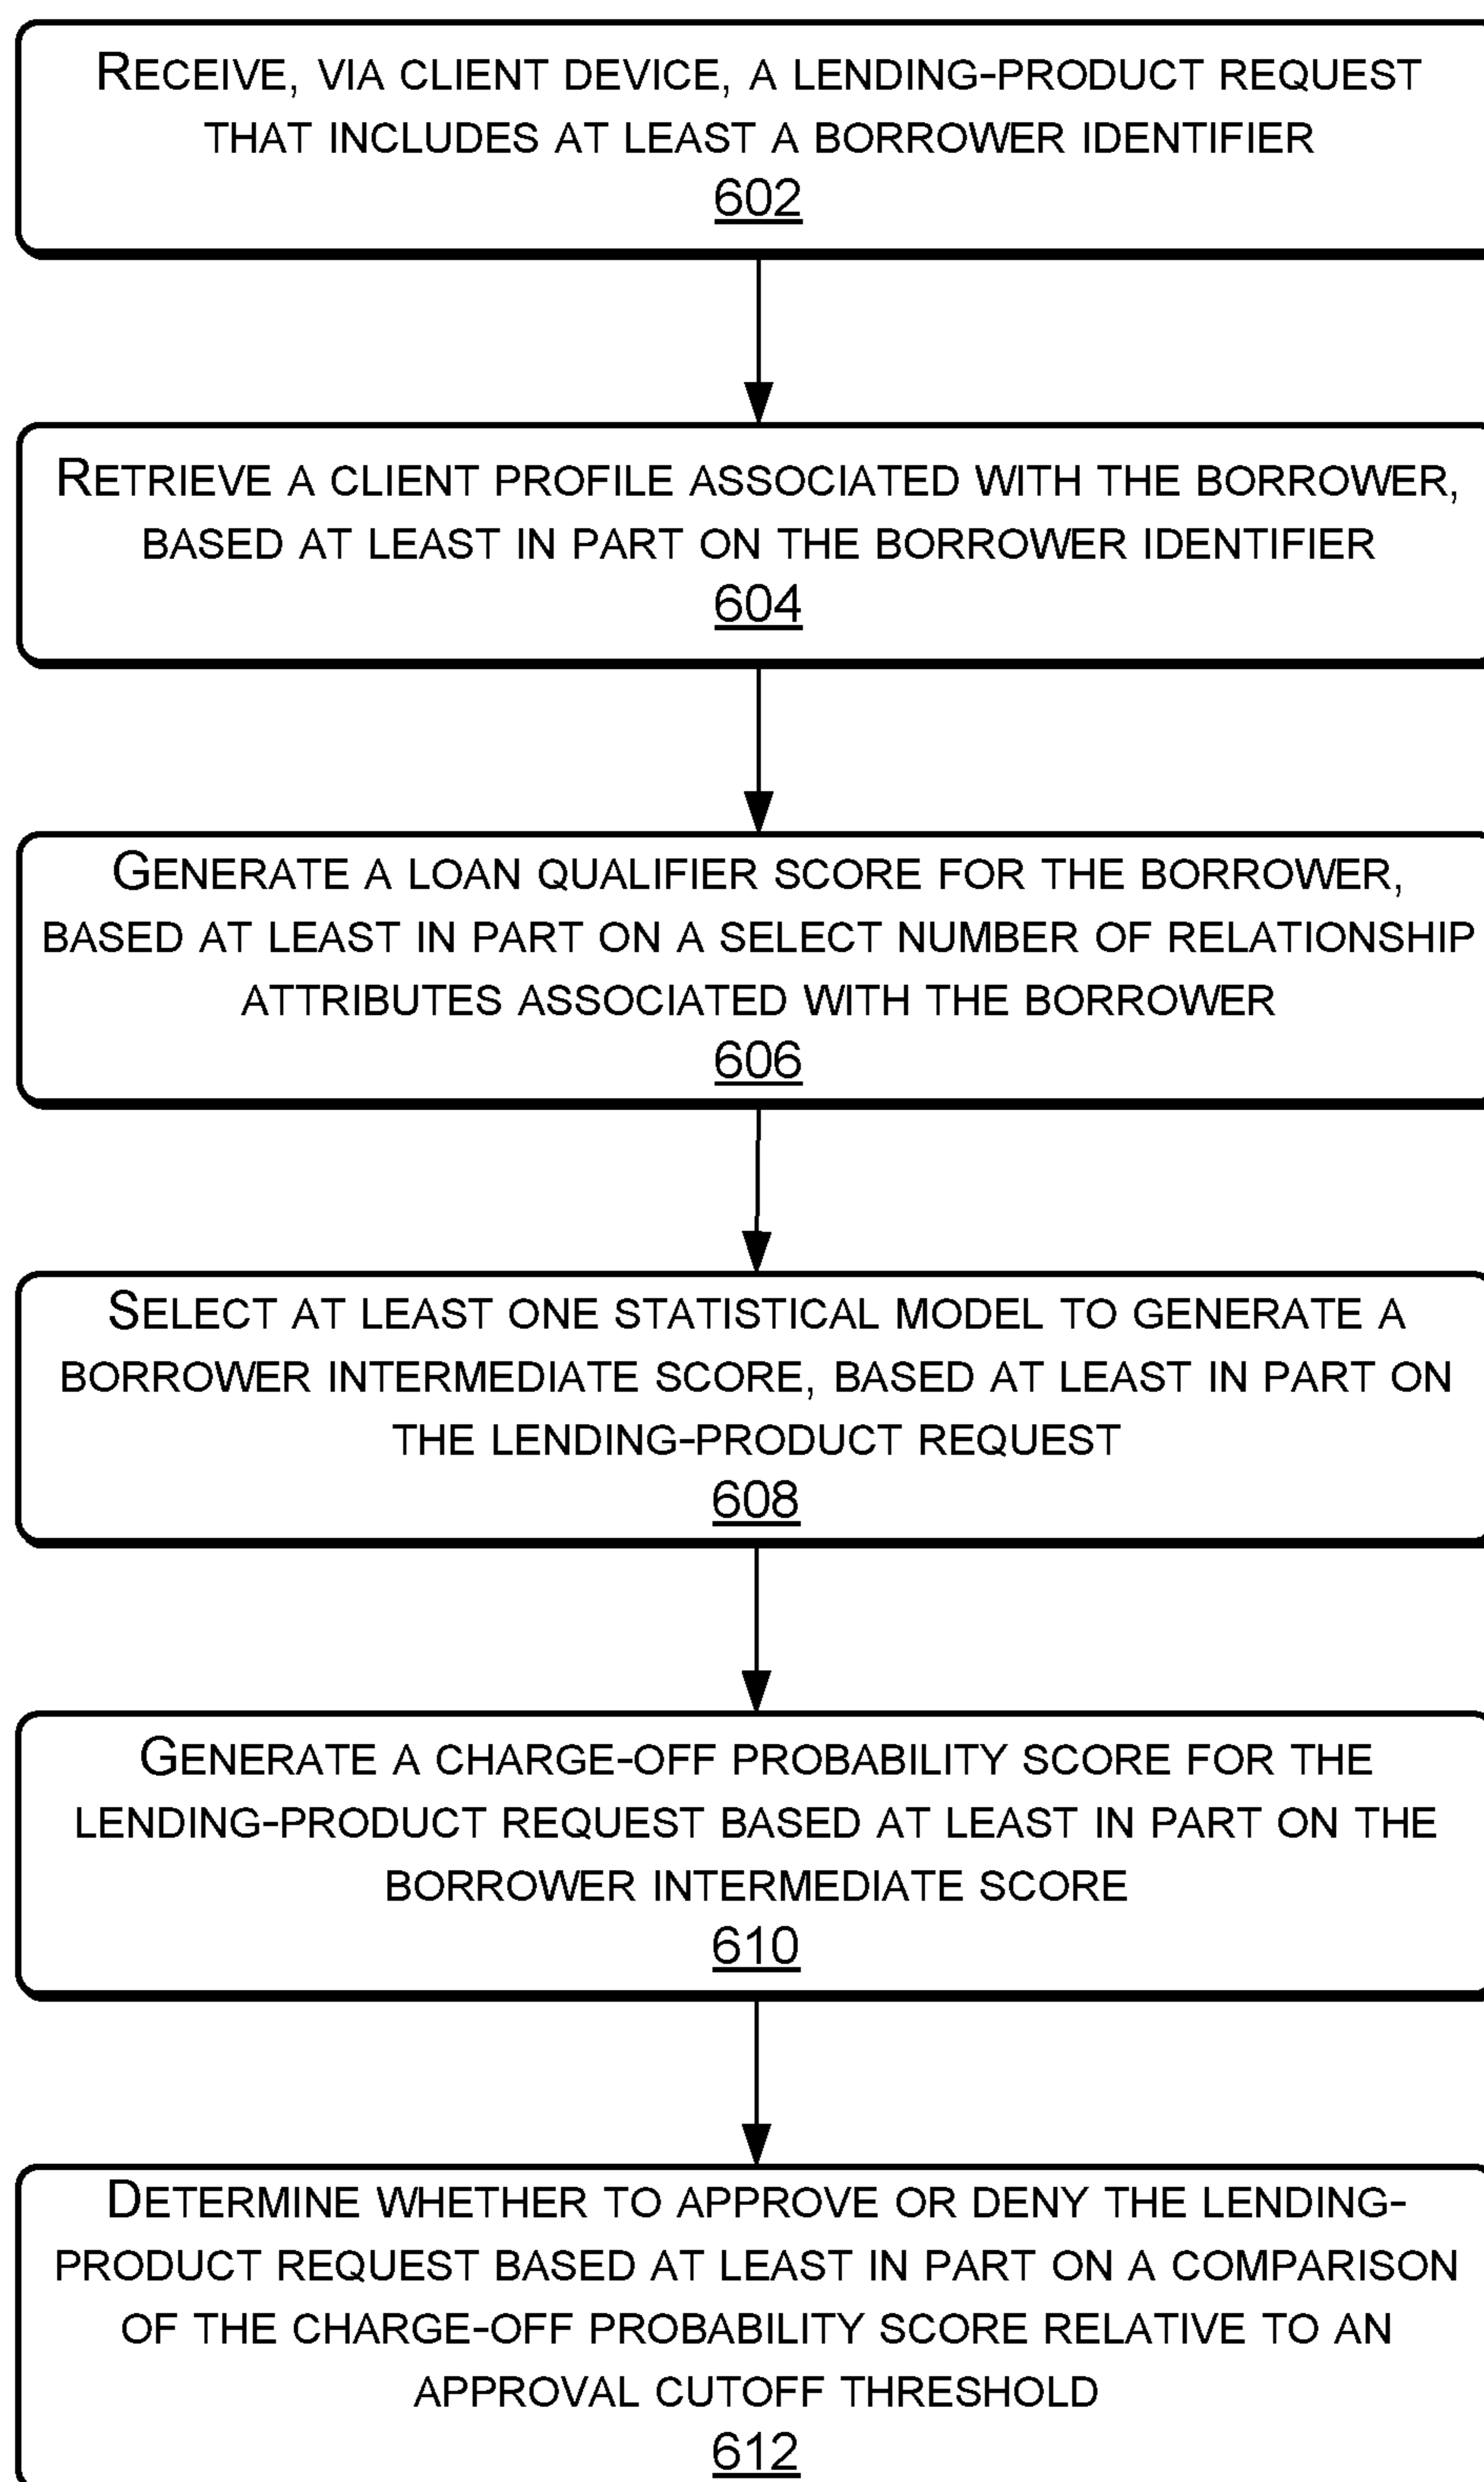 RECEIVE, VIA CLIENT DEVICE, A LENDING-PRODUCT REQUEST
THAT INCLUDES AT LEAST A BORROWER IDENTIFIER
602
RETRIEVE A CLIENT PROFILE ASSOCIATED WITH THE BORROWER,
BASED AT LEAST IN PART ON THE BORROWER IDENTIFIER
604
GENERATE A LOAN QUALIFIER SCORE FOR THE BORROWER,
BASED AT LEAST IN PART ON A SELECT NUMBER OF RELATIONSHIP
ATTRIBUTES ASSOCIATED WITH THE BORROWER
606
SELECT AT LEAST ONE STATISTICAL MODEL TO GENERATE A
BORROWER INTERMEDIATE SCORE, BASED AT LEAST IN PART ON
THE LENDING-PRODUCT REQUEST
608
GENERATE A CHARGE-OFF PROBABILITY SCORE FOR THE
LENDING-PRODUCT REQUEST BASED AT LEAST IN PART ON THE
BORROWER INTERMEDIATE SCORE
610
DETERMINE WHETHER TO APPROVE OR DENY THE LENDING-
PRODUCT REQUEST BASED AT LEAST IN PART ON A COMPARISON
OF THE CHARGE-OFF PROBABILITY SCORE RELATIVE TO AN
APPROVAL CUTOFF THRESHOLD
612